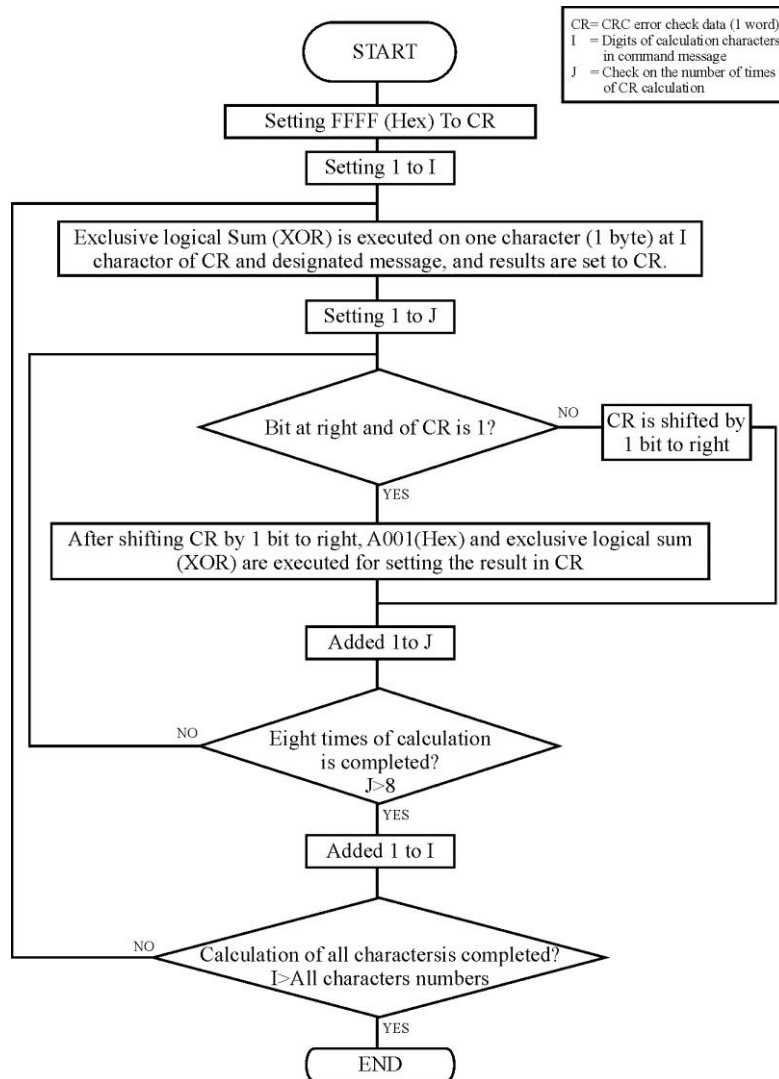 CR= CRC error check data (1 word)
I = Digits of calculation characters
in command message
J = Check on the number of times
of CR calculation
START
Setting FFFF (Hex) To CR
Setting 1 to I
Exclusive logical Sum (XOR) is executed on one character (1 byte) at I
charactor of CR and designated message, and results are set to CR.
Setting 1 to J
Bit at right and of CR is 1?
NO
CR is shifted by
1 bit to right
YES
After shifting CR by 1 bit to right, A001(Hex) and exclusive logical sum
(XOR) are executed for setting the result in CR
Added 1to J
NO
Eight times of calculation
is completed?
J>8
YES
Added 1 to I
NO
Calculation of all charactersis completed?
I>All characters numbers
YES
END